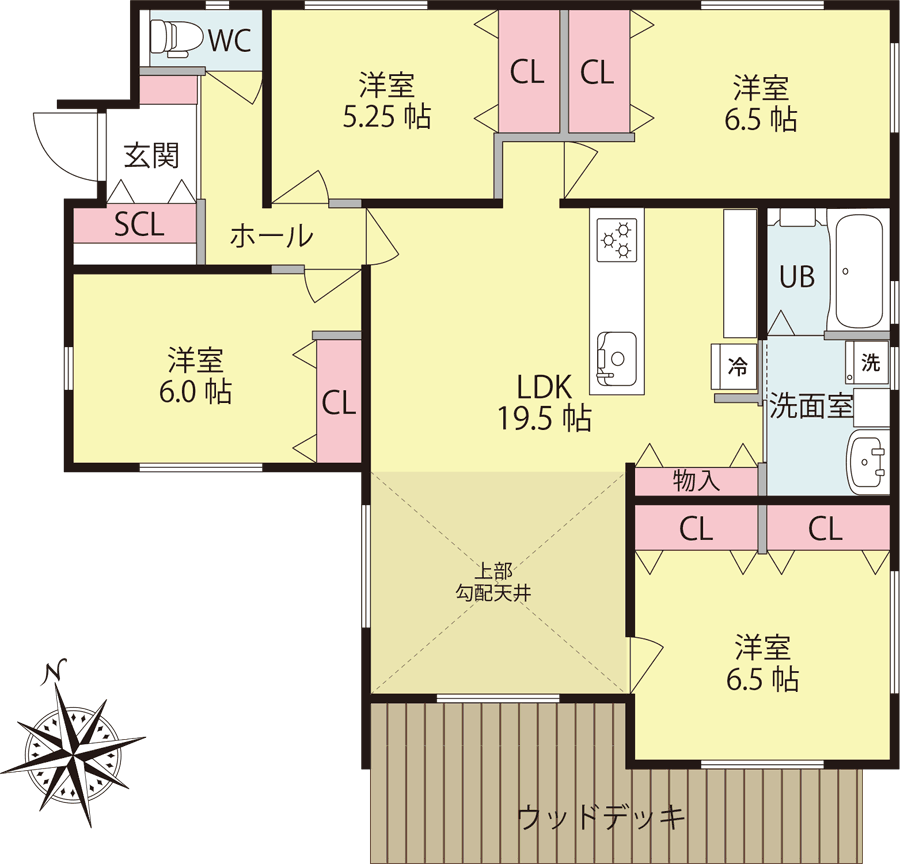 WC
洋室
5.25 帖
CL
CL
洋室
6.5 帖
玄関
SCL
ホール
UB
洋室
6.0 帖
CL
LDK
19.5 帖
冷
洗
洗面室
物入
CL
CL
上部
勾配天井
洋室
6.5 帖
N
ウッドデッキ